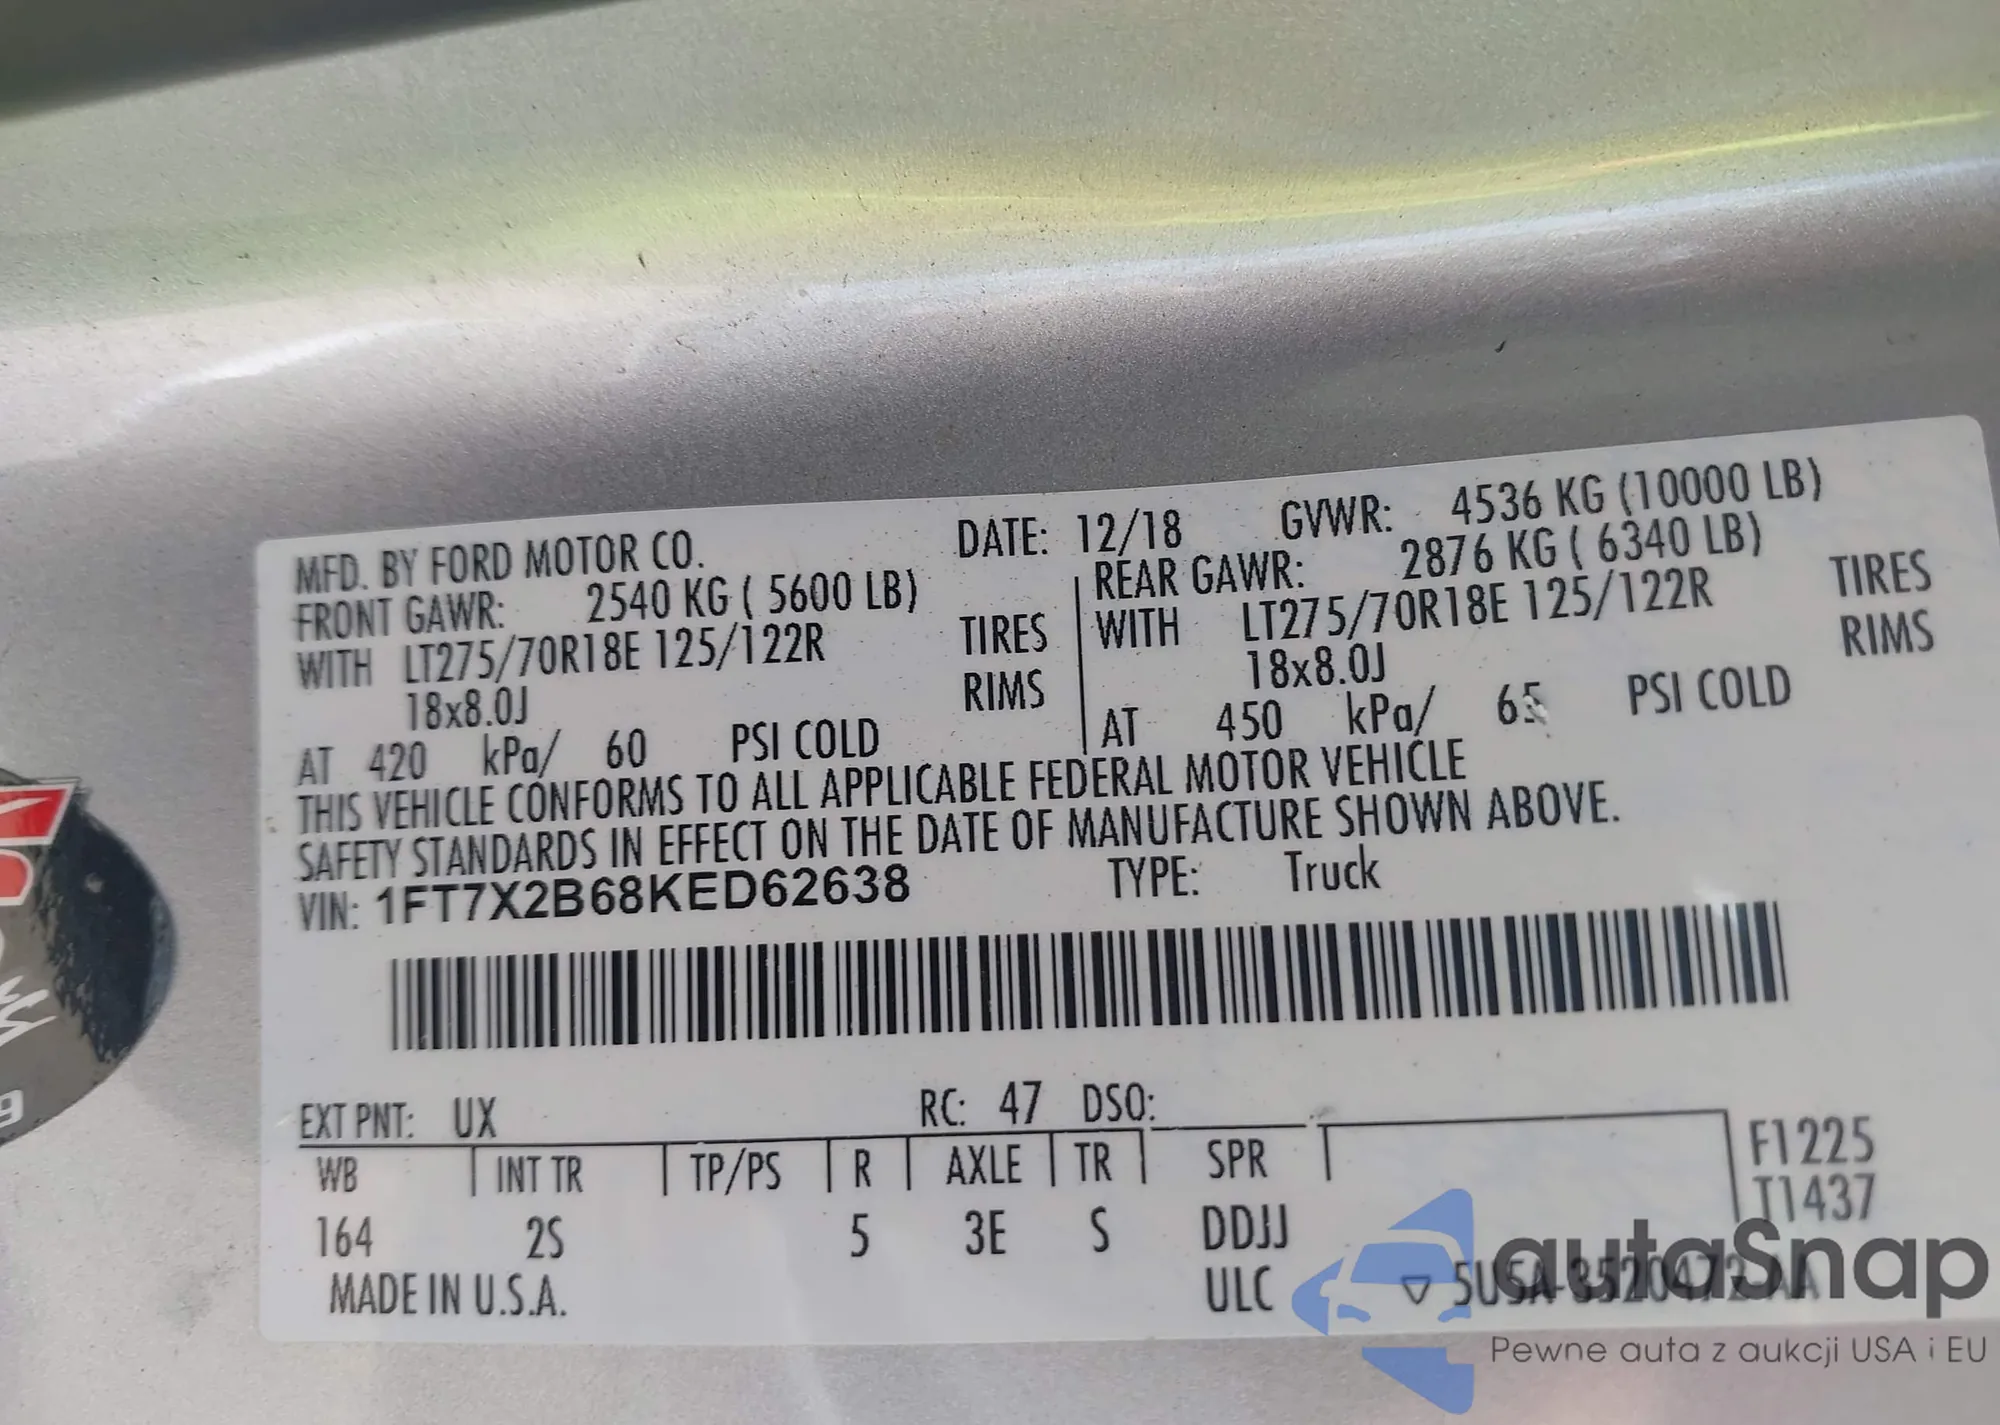 MFD. BY FORD MOTOR CO. DATE: 12/18 GVWR: 4536 KG (10000 LB)
FRONT GAWR: 2540 KG ( 5600 LB) REAR GAWR: 2876 KG ( 6340 LB)
WITH LT275/70R18E 125/122R TIRES WITH LT275/70R18E 125/122R TIRES
18x8.0J RIMS 18x8.0J RIMS
AT 420 kPa/ 60 PSI COLD AT 450 kPa/ 65 PSI COLD
THIS VEHICLE CONFORMS TO ALL APPLICABLE FEDERAL MOTOR VEHICLE
SAFETY STANDARDS IN EFFECT ON THE DATE OF MANUFACTURE SHOWN ABOVE.
VIN: 1FT7X2B68KED62638 TYPE: Truck
EXT PNT: UX RC: 47 DSO:
WB INT TR TP/PS R AXLE TR SPR F1225
T1437
164 2S 5 3E S DDJJ
MADE IN U.S.A. ULC ▽ 5U5A-3520472-AA
autaSnap
Pewne auta z aukcji USA i EU